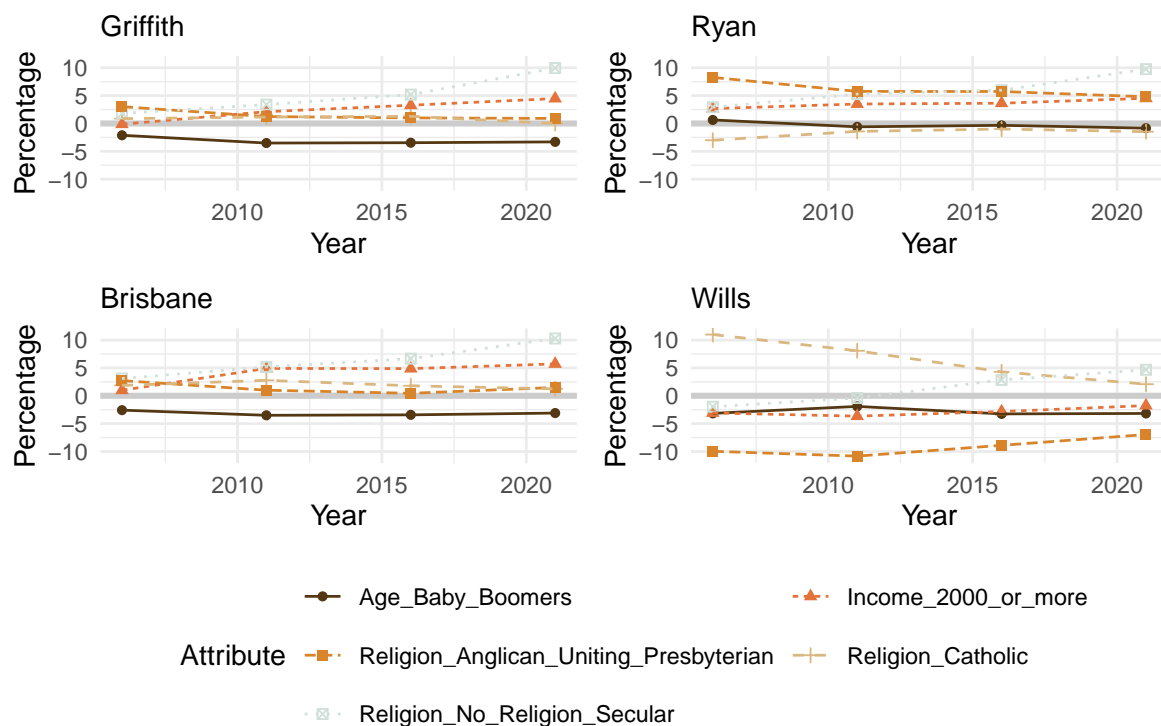 Griffith
Ryan
Percentage
10
5
0
−5
−10
2010
2015
2020
Year
Percentage
10
5
0
−5
−10
2010
2015
2020
Year
Brisbane
Wills
Percentage
10
5
0
−5
−10
2010
2015
2020
Year
Percentage
10
5
0
−5
−10
2010
2015
2020
Year
Attribute
Age_Baby_Boomers
Income_2000_or_more
Religion_Anglican_Uniting_Presbyterian
Religion_Catholic
Religion_No_Religion_Secular